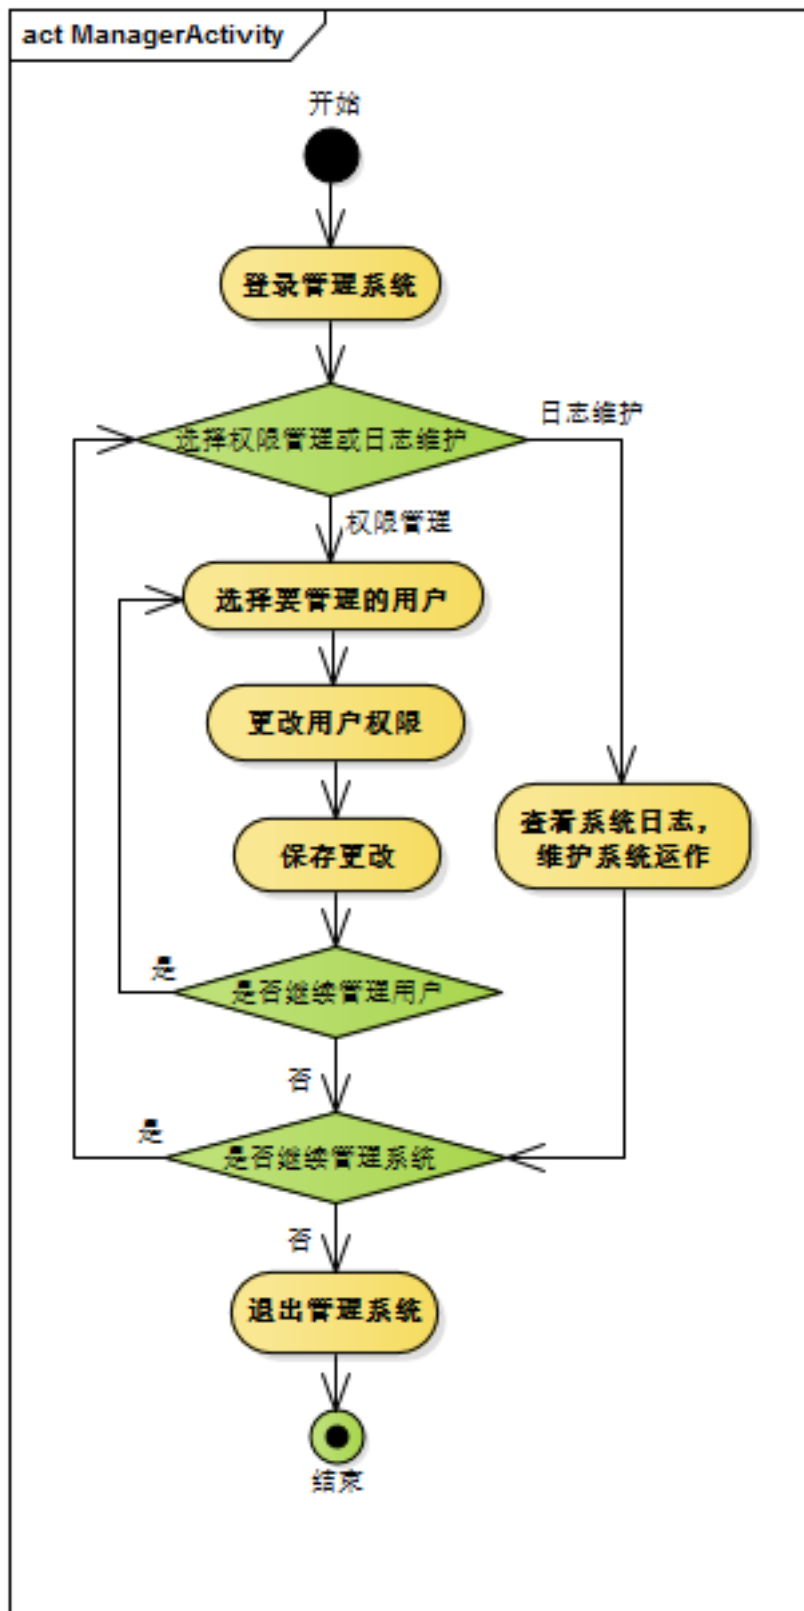 act ManagerActivity
开始
登录管理系统
选择权限管理或日志维护
日志维护
权限管理
选择要管理的用户
更改用户权限
查看系统日志，
维护系统运作
保存更改
是
是否继续管理用户
否
是
是否继续管理系统
否
退出管理系统
结束